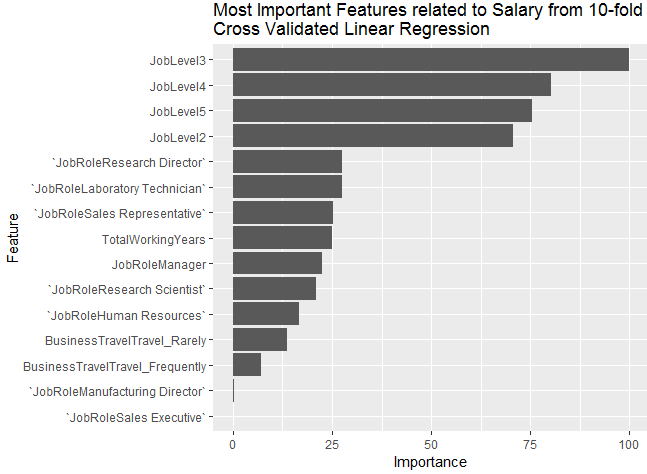 Most Important Features related to Salary from 10-fold
Cross Validated Linear Regression
JobLevel3
JobLevel4
JobLevel5
JobLevel2
`JobRoleResearch Director`
`JobRoleLaboratory Technician`
`JobRoleSales Representative`
TotalWorkingYears
JobRoleManager
`JobRoleResearch Scientist`
`JobRoleHuman Resources`
BusinessTravelTravel_Rarely
BusinessTravelTravel_Frequently
`JobRoleManufacturing Director`
`JobRoleSales Executive`
Feature
0 25 50 75 100
Importance